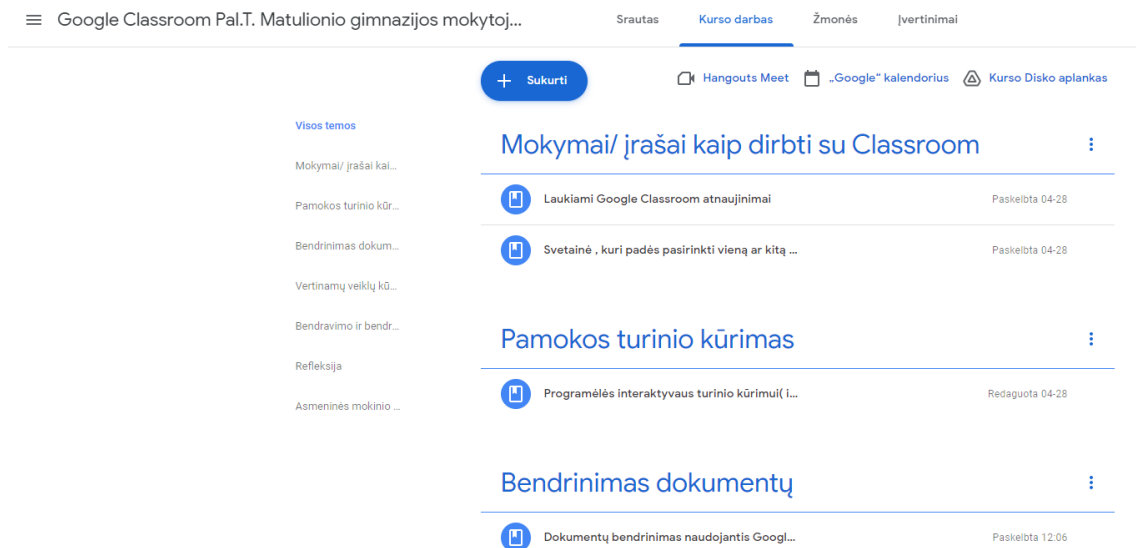 Google Classroom Pal.T. Matulionio gimnazijos mokytoj...
Srautas
Kurso darbas
Žmonės
Įvertinimai
Sukurti
Hangouts Meet
„Google“ kalendorius
Kurso Disko aplankas
Visos temos
Mokymai/ įrašai kai...
Pamokos turinio kūr...
Bendrinimas dokum...
Vertinamų veiklų kū...
Bendravimo ir bendr...
Refleksija
Asmeninės mokinio ...
Mokymai/ įrašai kaip dirbti su Classroom
Laukiami Google Classroom atnaujinimai
Paskelbta 04-28
Svetainė , kuri padės pasirinkti vieną ar kitą ...
Paskelbta 04-28
Pamokos turinio kūrimas
Programėlės interaktyvaus turinio kūrimui( i...
Redaguota 04-28
Bendrinimas dokumentų
Dokumentų bendrinimas naudojantis Googl...
Paskelbta 12:06